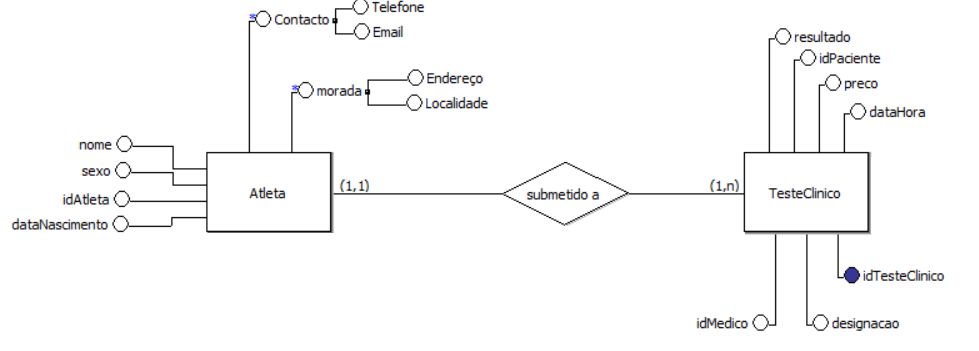 Telefone
* Contacto
Email
resultado
idPaciente
Endereço
* morada
preco
Localidade
dataHora
nome
sexo
Atleta
(1,1)
submetido a
(1,n)
TesteClinico
idAtleta
dataNascimento
idTesteClinico
idMedico
designacao